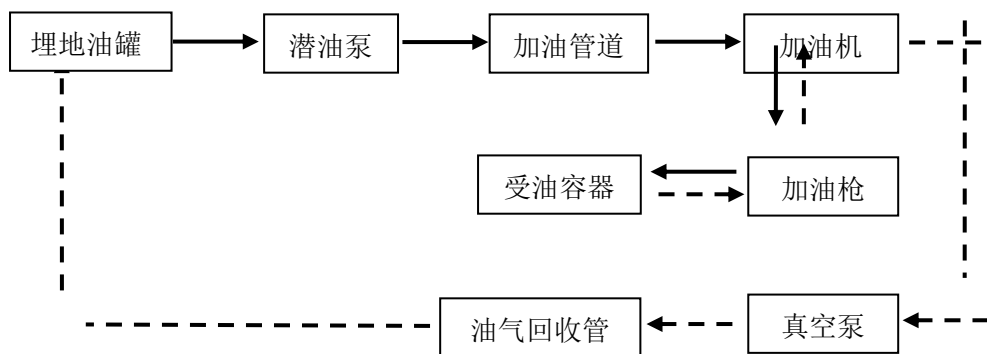 埋地油罐
潜油泵
加油管道
加油机
受油容器
加油枪
油气回收管
真空泵